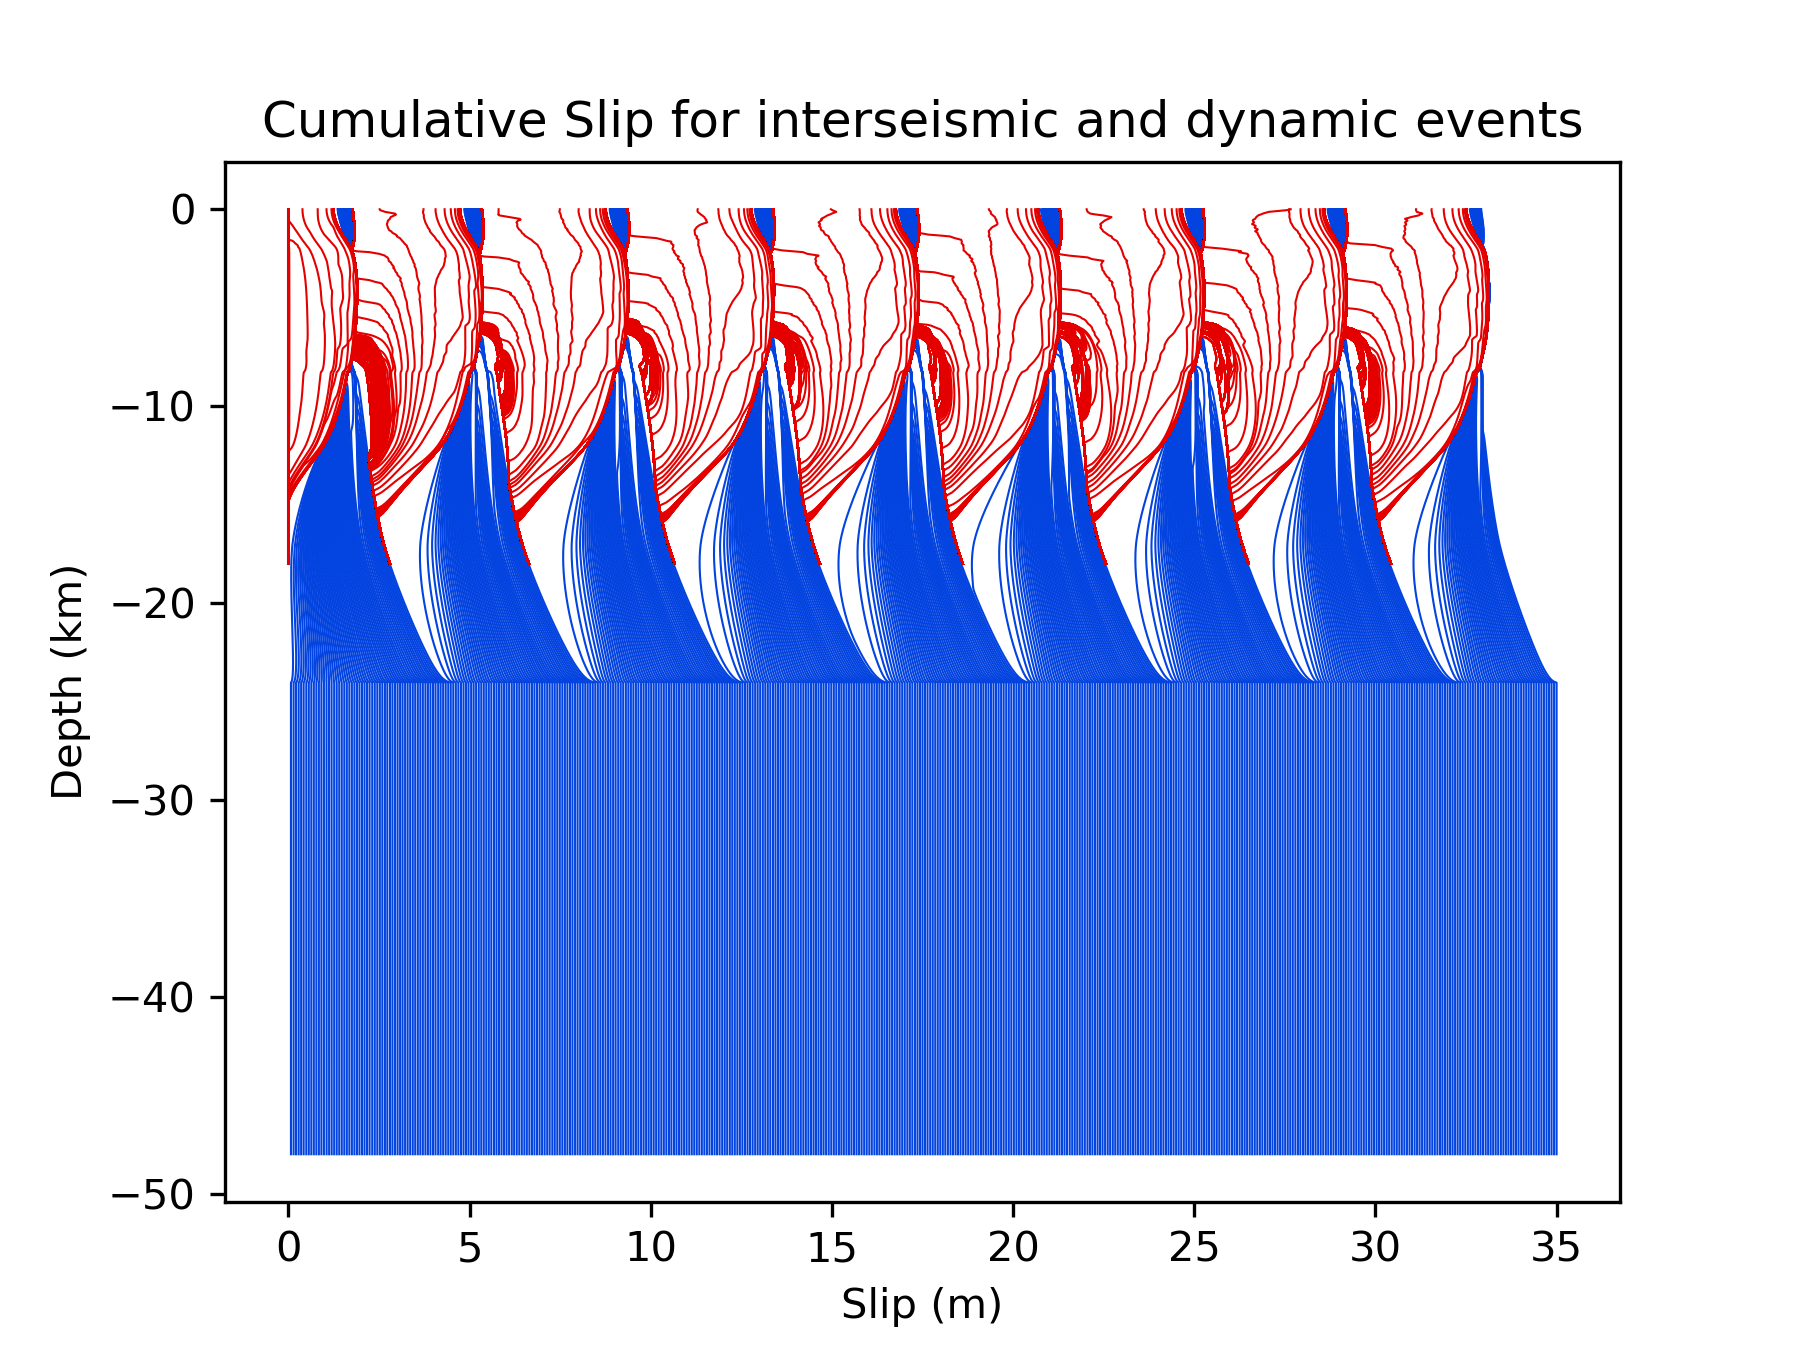 Cumulative Slip for interseismic and dynamic events
0
−10
−20
−30
−40
−50
Depth (km)
0 5 10 15 20 25 30 35
Slip (m)